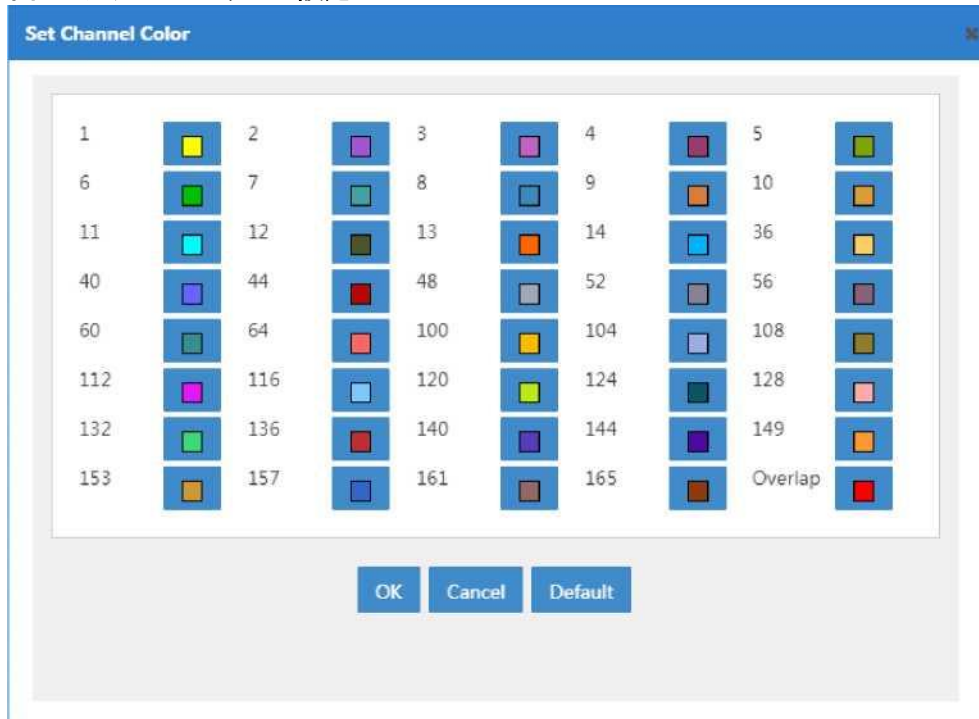 Set Channel Color
1 2 3 4 5
6 7 8 9 10
11 12 13 14 36
40 44 48 52 56
60 64 100 104 108
112 116 120 124 128
132 136 140 144 149
153 157 161 165 Overlap
OK Cancel Default